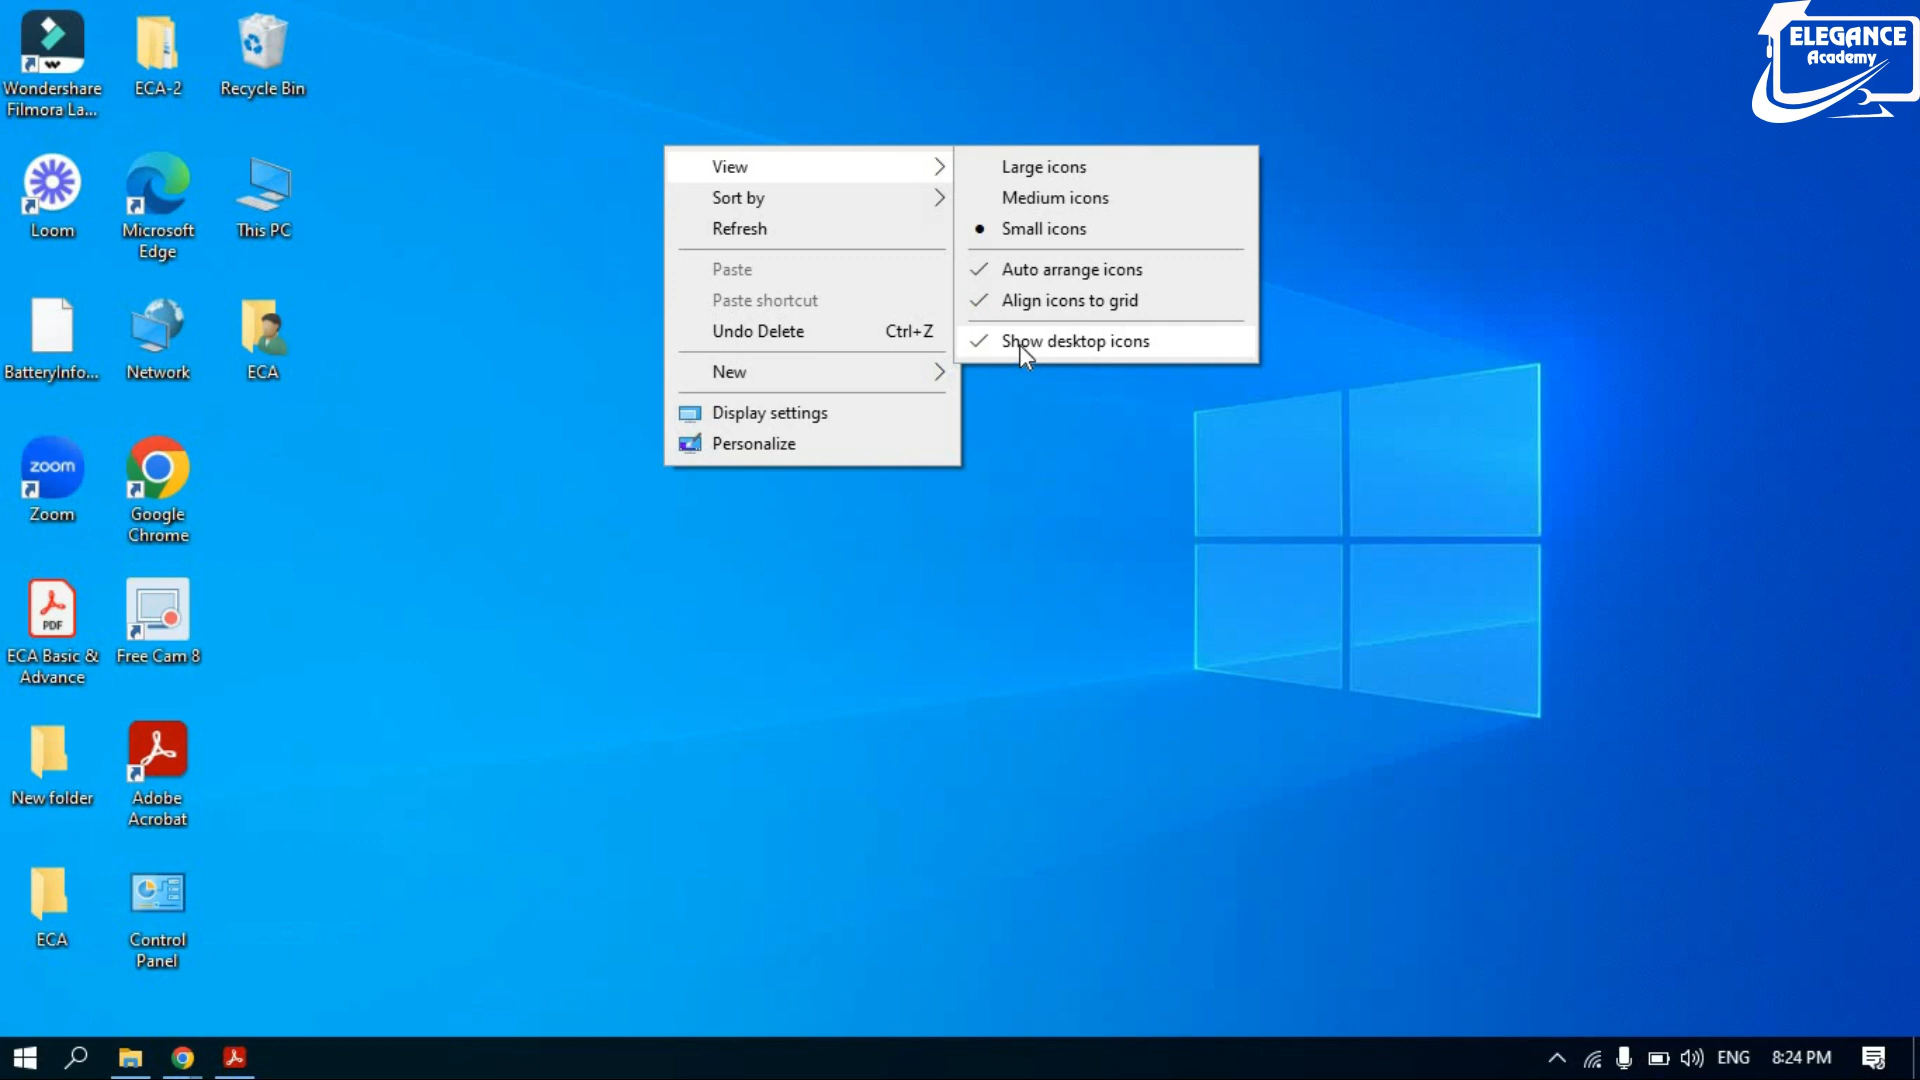 ELEGANCE
Academy
Wondershare
Filmora La...
ECA-2
Recycle Bin
Loom
Microsoft
Edge
This PC
BatteryInfo...
Network
ECA
zoom
Zoom
Google
Chrome
PDF
ECA Basic &
Advance
Free Cam 8
New folder
Adobe
Acrobat
ECA
Control
Panel
View
Sort by
Refresh
Paste
Paste shortcut
Undo Delete Ctrl+Z
New
Display settings
Personalize
Large icons
Medium icons
Small icons
Auto arrange icons
Align icons to grid
Show desktop icons
ENG 8:24 PM